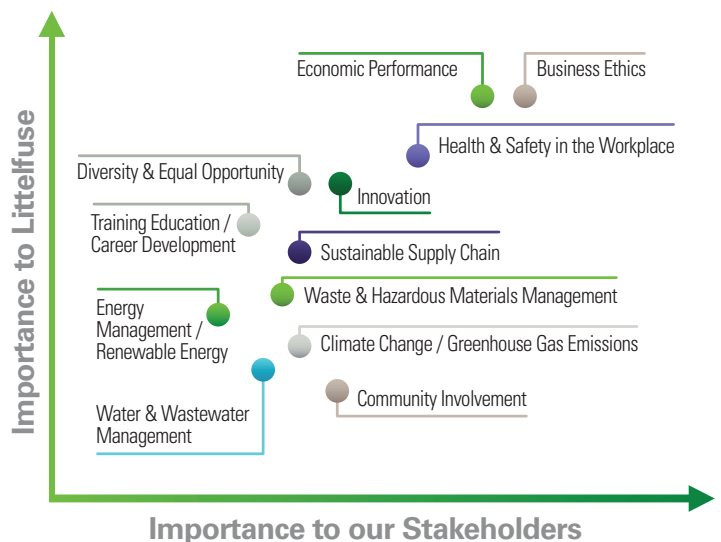 Importance to Littelfuse
Economic Performance
Business Ethics
Health & Safety in the Workplace
Diversity & Equal Opportunity
Innovation
Training Education /
Career Development
Sustainable Supply Chain
Waste & Hazardous Materials Management
Energy
Management /
Renewable Energy
Climate Change / Greenhouse Gas Emissions
Community Involvement
Water & Wastewater
Management
Importance to our Stakeholders